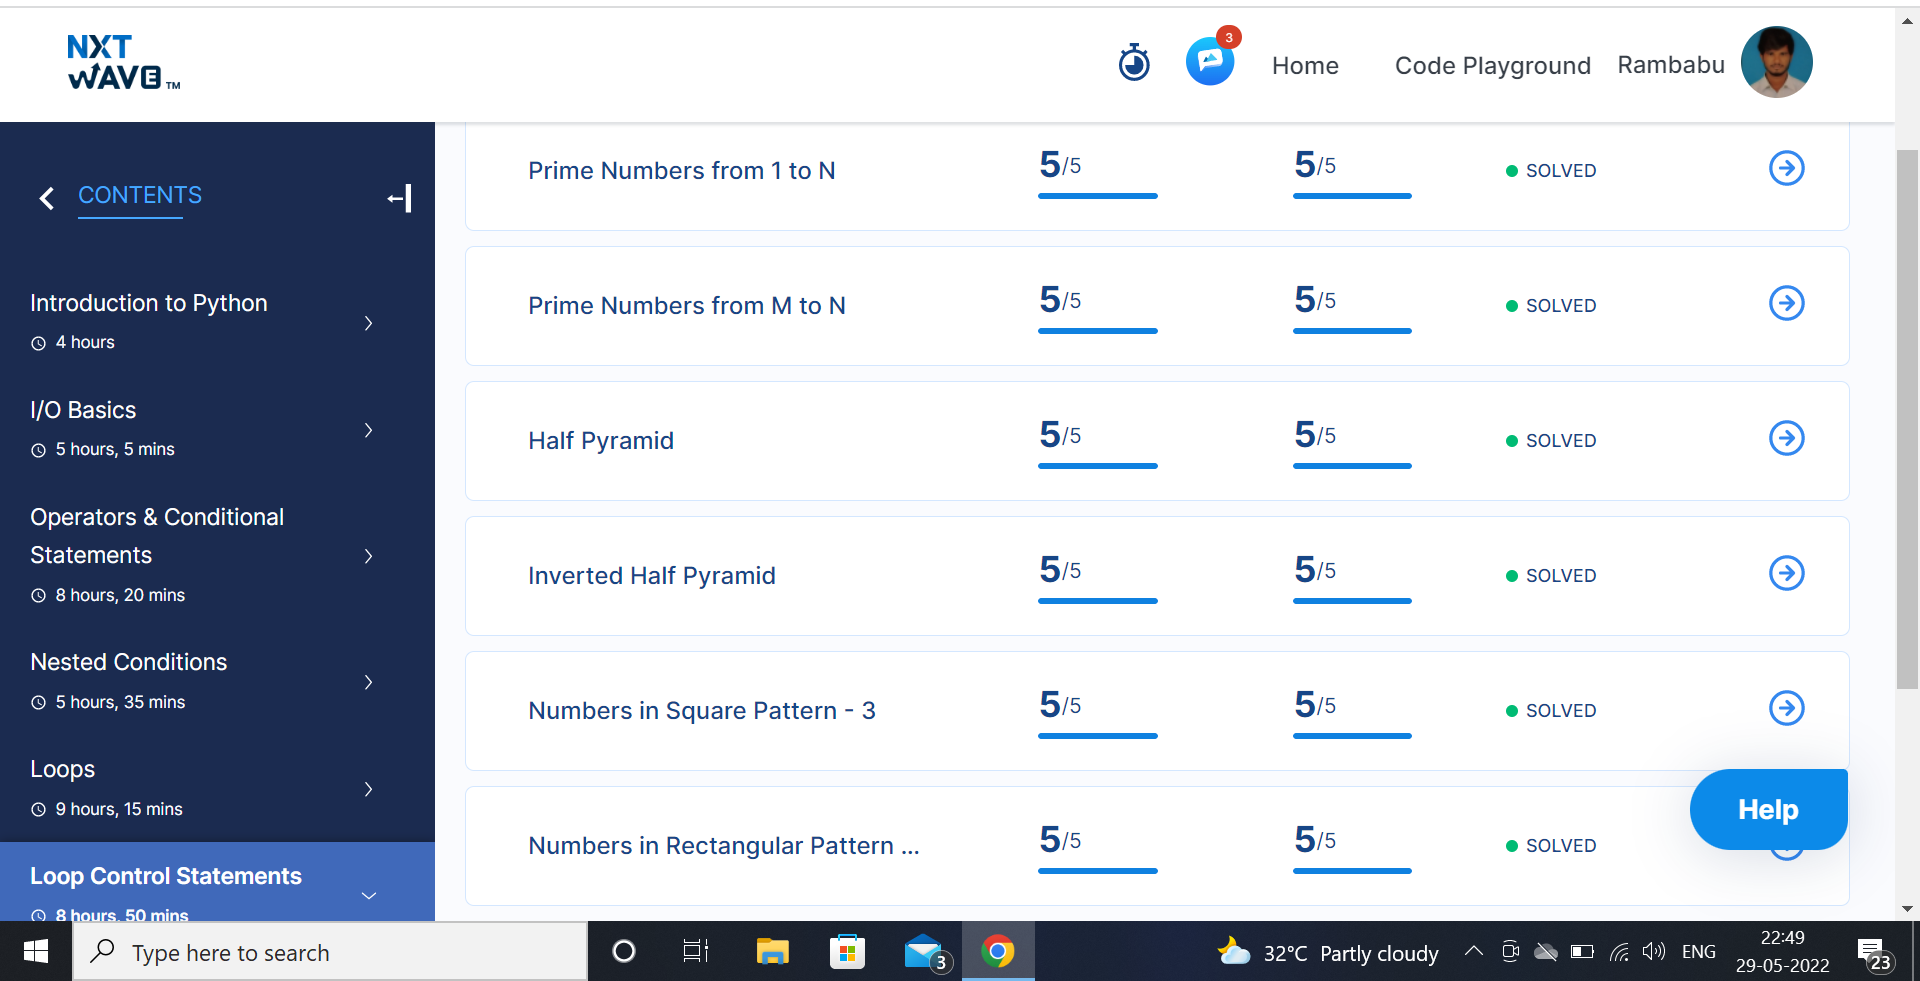 NXT
WAVE TM
3
Home
Code Playground
Rambabu
CONTENTS
Introduction to Python
4 hours
I/O Basics
5 hours, 5 mins
Operators & Conditional
Statements
8 hours, 20 mins
Nested Conditions
5 hours, 35 mins
Loops
9 hours, 15 mins
Loop Control Statements
8 hours, 50 mins
Prime Numbers from 1 to N 5/5 5/5 SOLVED
Prime Numbers from M to N 5/5 5/5 SOLVED
Half Pyramid 5/5 5/5 SOLVED
Inverted Half Pyramid 5/5 5/5 SOLVED
Numbers in Square Pattern - 3 5/5 5/5 SOLVED
Numbers in Rectangular Pattern ... 5/5 5/5 SOLVED
Help
Type here to search
3
32°C Partly cloudy
ENG
22:49
29-05-2022
23